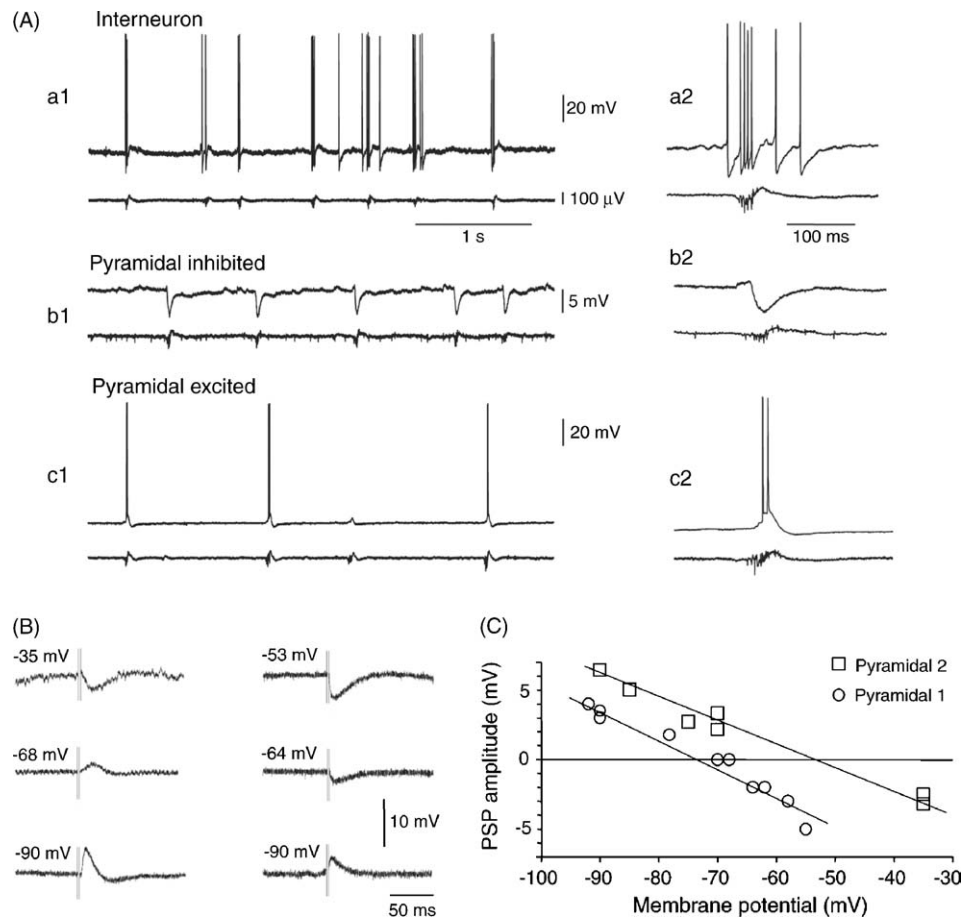 (A)
Interneuron
a1
20 mV
100 µV
1 s
a2
100 ms
Pyramidal inhibited
b1
5 mV
b2
Pyramidal excited
c1
20 mV
c2
(B)
-35 mV
-53 mV
-68 mV
-64 mV
10 mV
-90 mV
-90 mV
50 ms
(C)
PSP amplitude (mV)
5
0
-5
Pyramidal 2
Pyramidal 1
-100 -90 -80 -70 -60 -50 -40 -30
Membrane potential (mV)